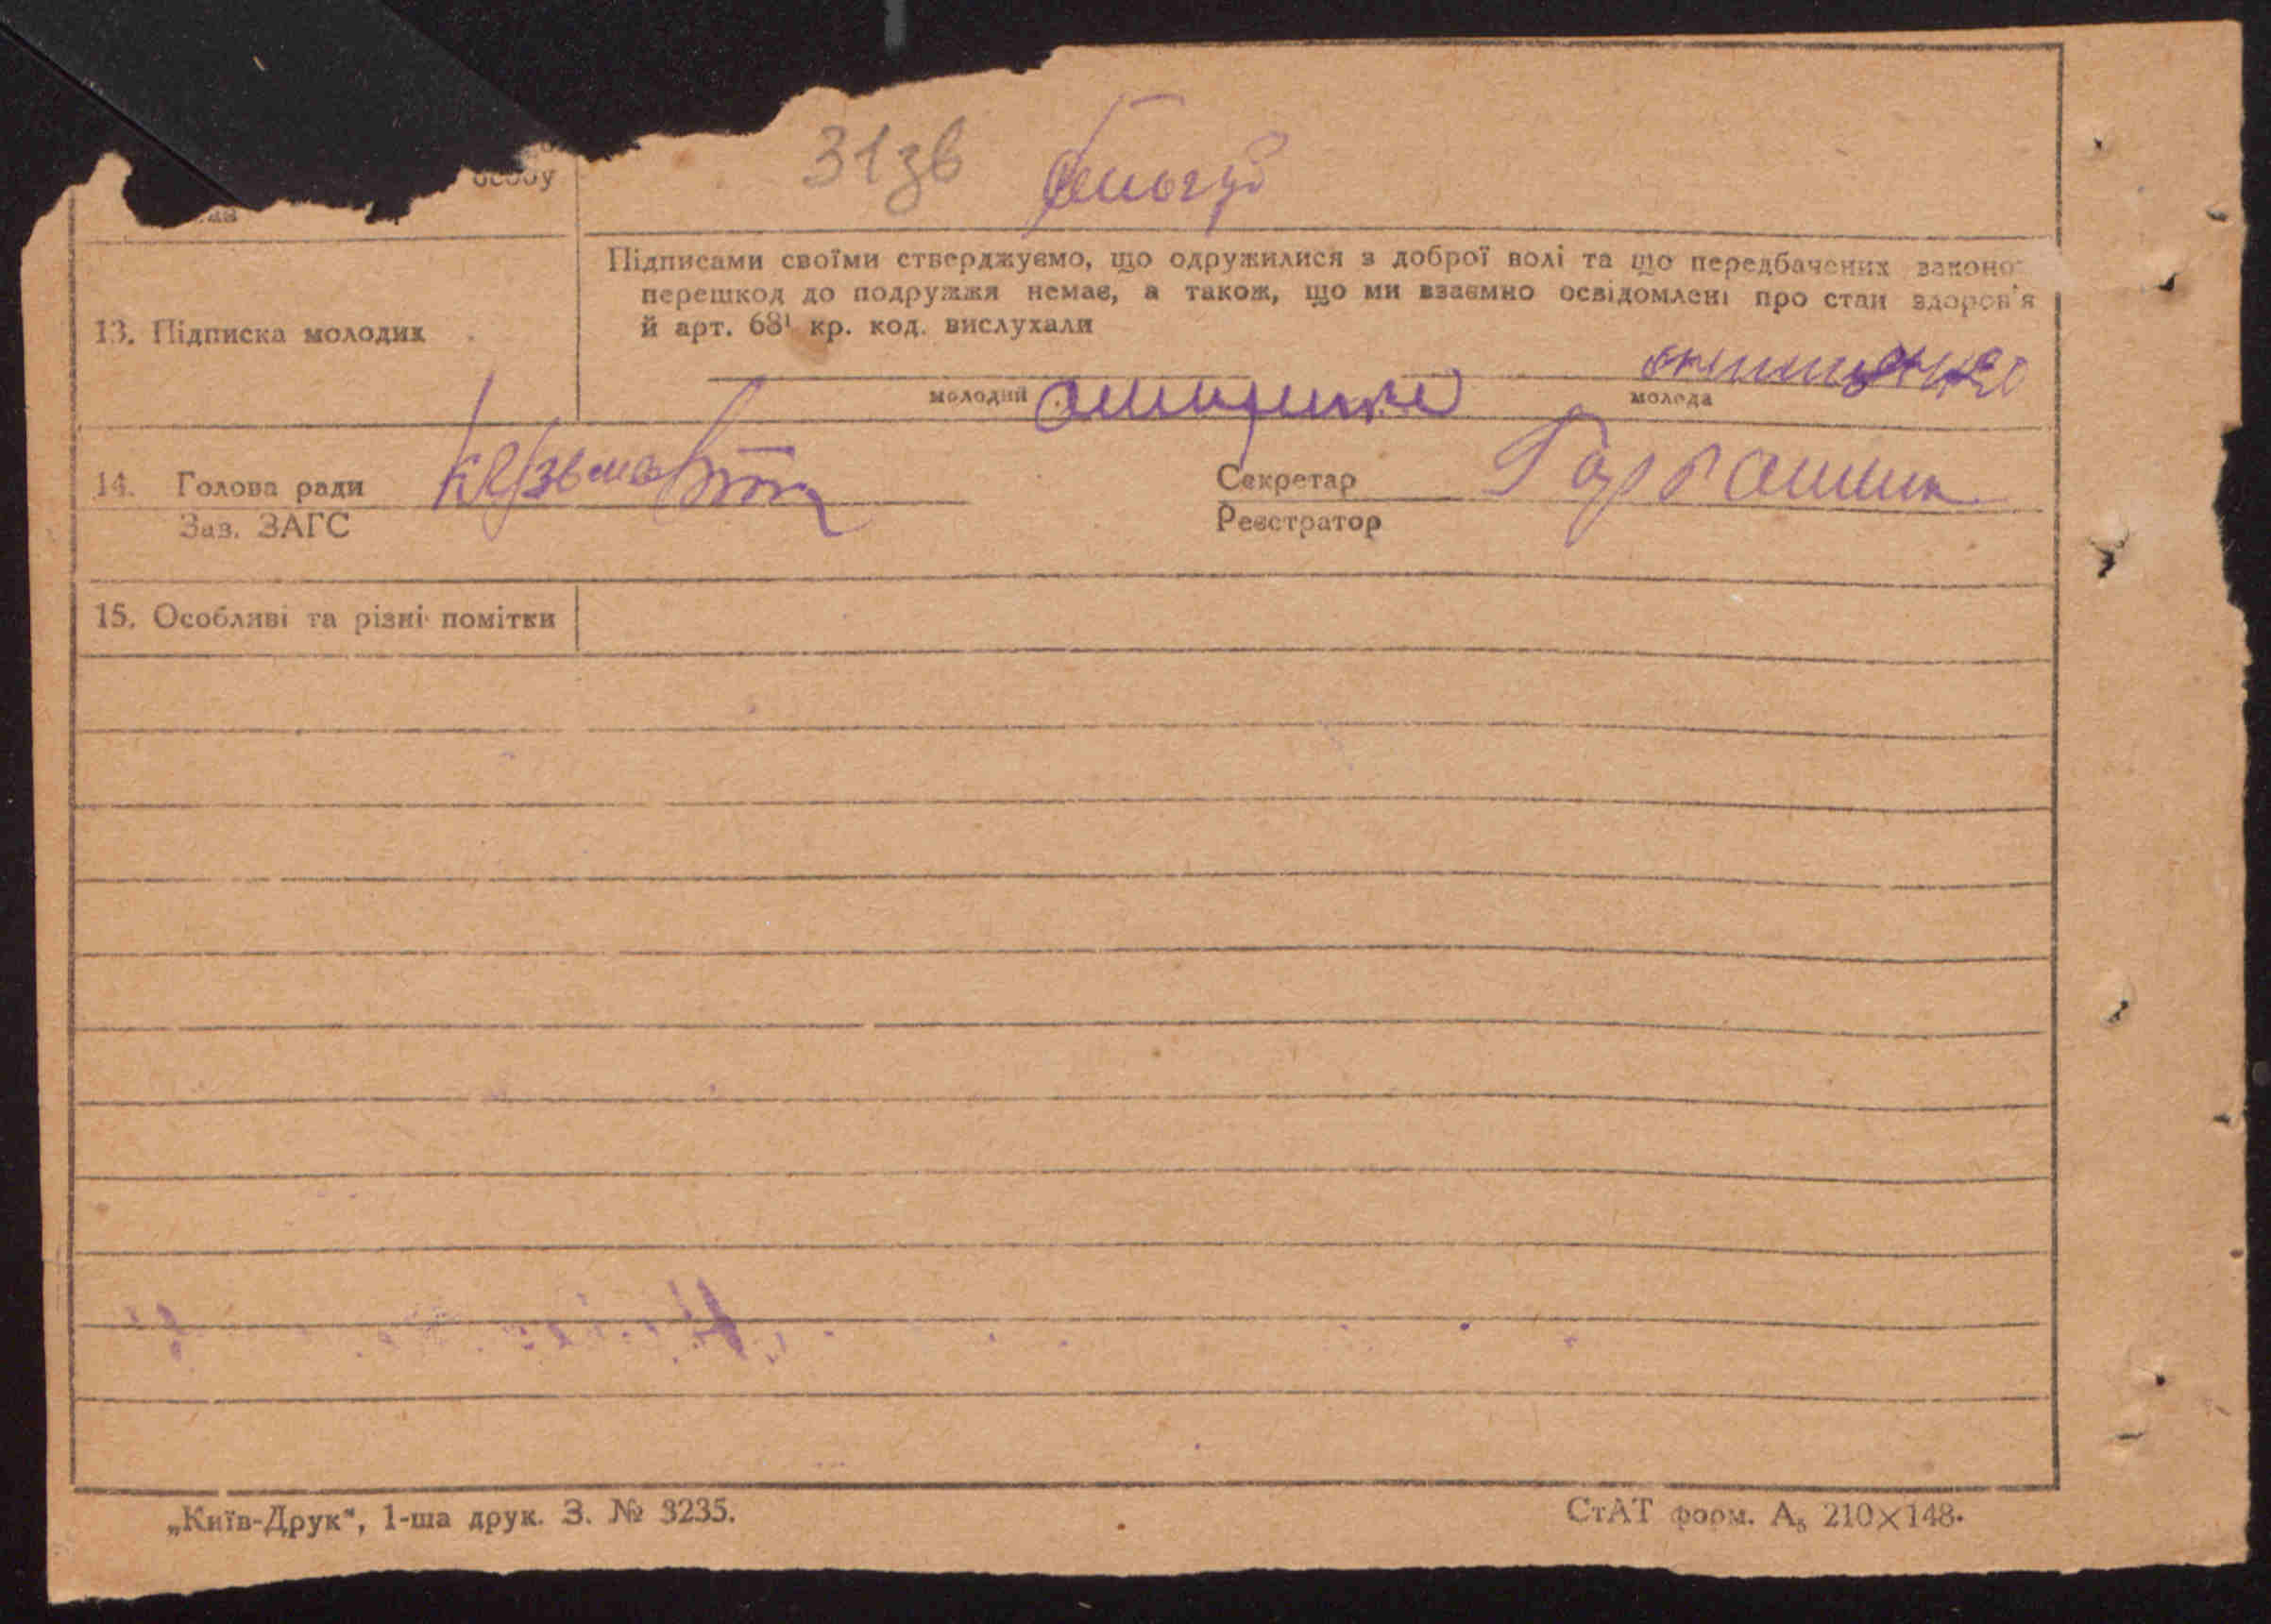 31зв
особу
Підписами своїми стверджуємо, що одружилися з доброї волі та що передбачених законо
перешкод до подружжя немає, а також, що ми взаємно освідомлені про стан здоров'я
13. Підписка молодих
й арт. 68¹ кр. код. вислухали
молодий
молода
14. Голова ради
Секретар
Зав. ЗАГС
Реєстратор
15. Особливі та різні помітки
„Київ-Друк", 1-ша друк. З. № 3235.
СтАТ форм. А₅ 210×148.